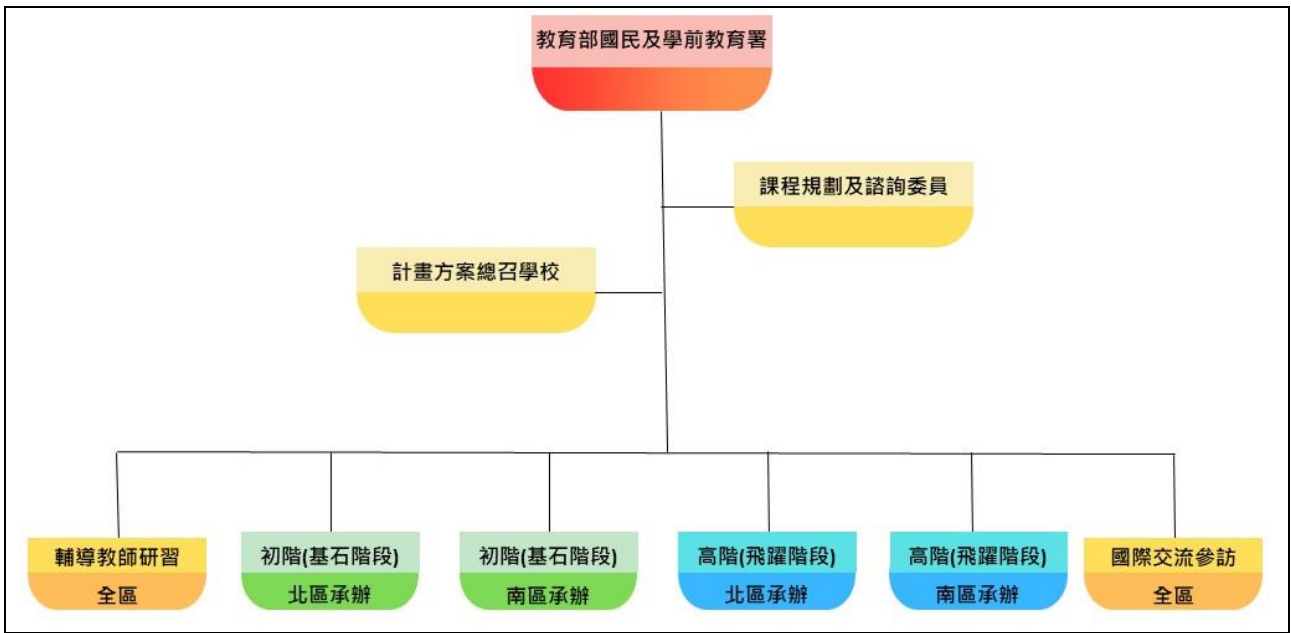 教育部國民及學前教育署
課程規劃及諮詢委員
計畫方案總召學校
輔導教師研習
全區
初階(基石階段)
北區承辦
初階(基石階段)
南區承辦
高階(飛躍階段)
北區承辦
高階(飛躍階段)
南區承辦
國際交流參訪
全區